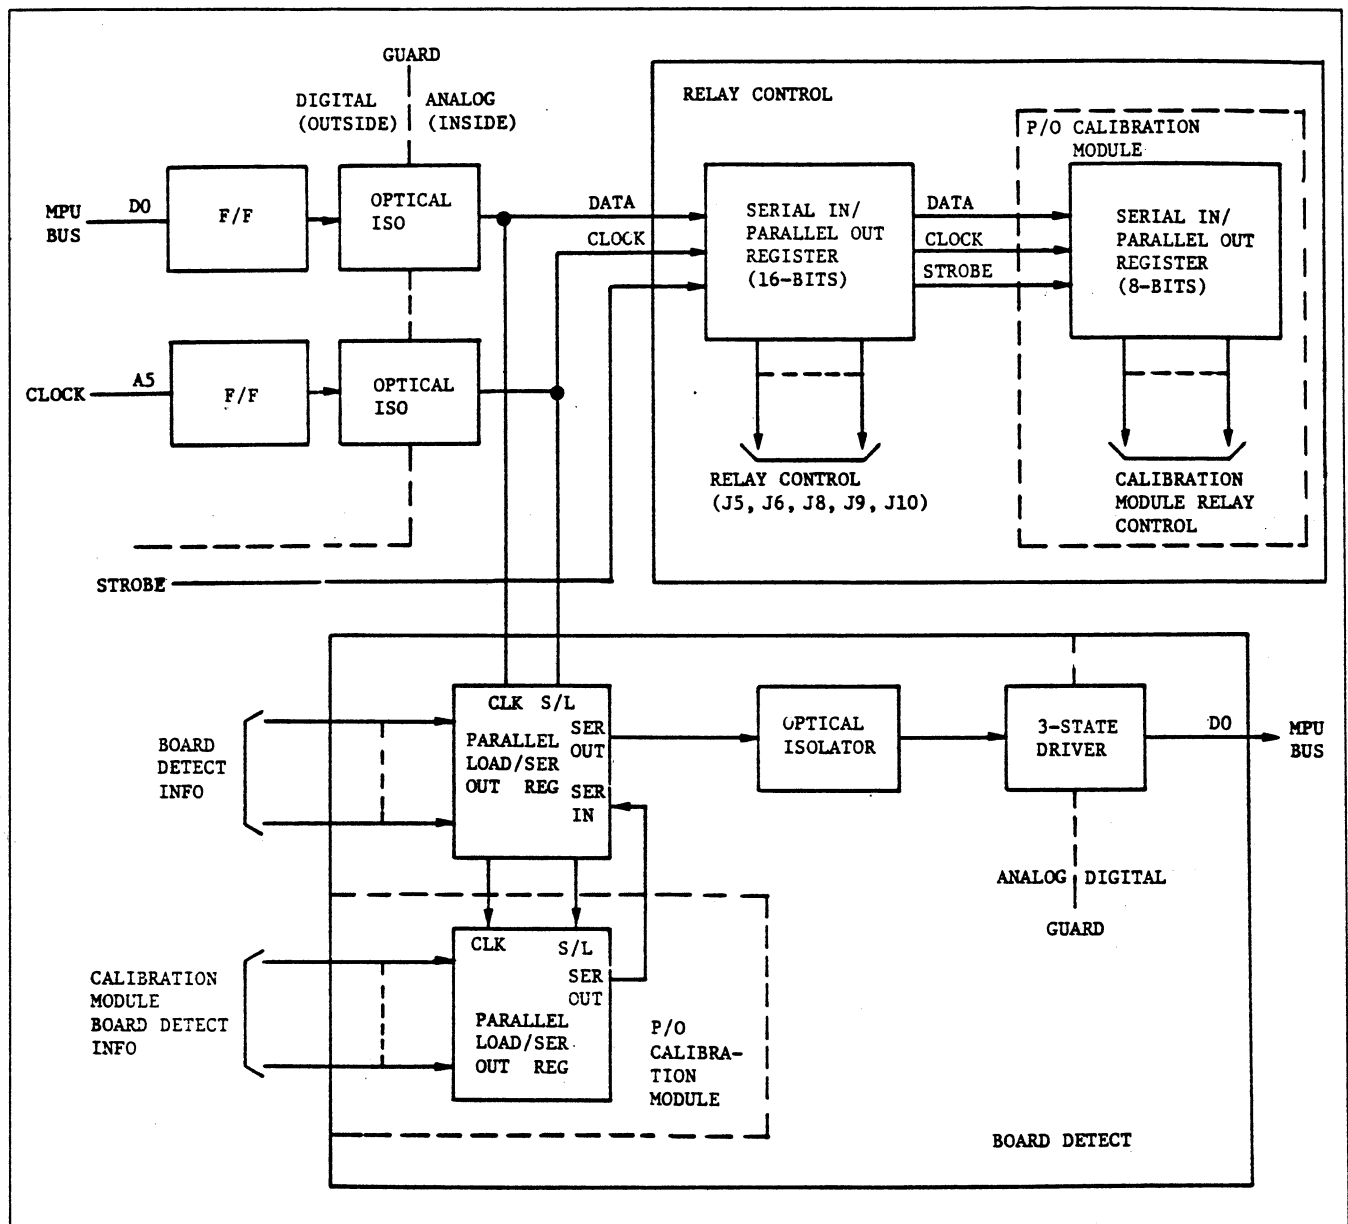 GUARD
DIGITAL
(OUTSIDE)
ANALOG
(INSIDE)
MPU
BUS
D0
F/F
OPTICAL
ISO
CLOCK
A5
F/F
OPTICAL
ISO
STROBE
RELAY CONTROL
DATA
CLOCK
SERIAL IN/
PARALLEL OUT
REGISTER
(16-BITS)
DATA
CLOCK
STROBE
P/O CALIBRATION
MODULE
SERIAL IN/
PARALLEL OUT
REGISTER
(8-BITS)
RELAY CONTROL
(J5, J6, J8, J9, J10)
CALIBRATION
MODULE RELAY
CONTROL
BOARD
DETECT
INFO
CLK S/L
SER
OUT
PARALLEL
LOAD/SER
OUT REG
SER
IN
OPTICAL
ISOLATOR
3-STATE
DRIVER
D0
MPU
BUS
ANALOG DIGITAL
GUARD
CALIBRATION
MODULE
BOARD DETECT
INFO
CLK
S/L
SER
OUT
PARALLEL
LOAD/SER
OUT REG
P/O
CALIBRA-
TION
MODULE
BOARD DETECT